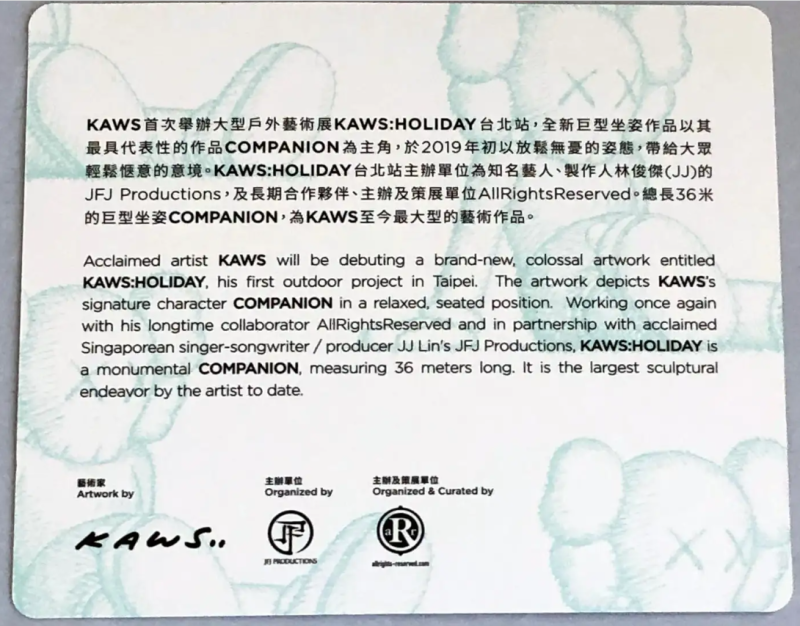 KAWS首次舉辦大型戶外藝術展KAWS:HOLIDAY台北站，全新巨型坐姿作品以其
最具代表性的作品COMPANION為主角，於2019年初以放鬆無憂的姿態，帶給大眾
輕鬆愜意的意境。KAWS:HOLIDAY台北站主辦單位為知名藝人、製作人林俊傑(JJ)的
JFJ Productions，及長期合作夥伴、主辦及策展單位AllRightsReserved。總長36米
的巨型坐姿COMPANION，為KAWS至今最大型的藝術作品。
Acclaimed artist KAWS will be debuting a brand-new, colossal artwork entitled
KAWS:HOLIDAY, his first outdoor project in Taipei. The artwork depicts KAWS's
signature character COMPANION in a relaxed, seated position. Working once again
with his longtime collaborator AllRightsReserved and in partnership with acclaimed
Singaporean singer-songwriter / producer JJ Lin's JFJ Productions, KAWS:HOLIDAY is
a monumental COMPANION, measuring 36 meters long. It is the largest sculptural
endeavor by the artist to date.
藝術家
Artwork by
KAWS..
主辦單位
Organized by
JF
JFJ PRODUCTIONS
主辦及策展單位
Organized & Curated by
aRr
allrights-reserved.com